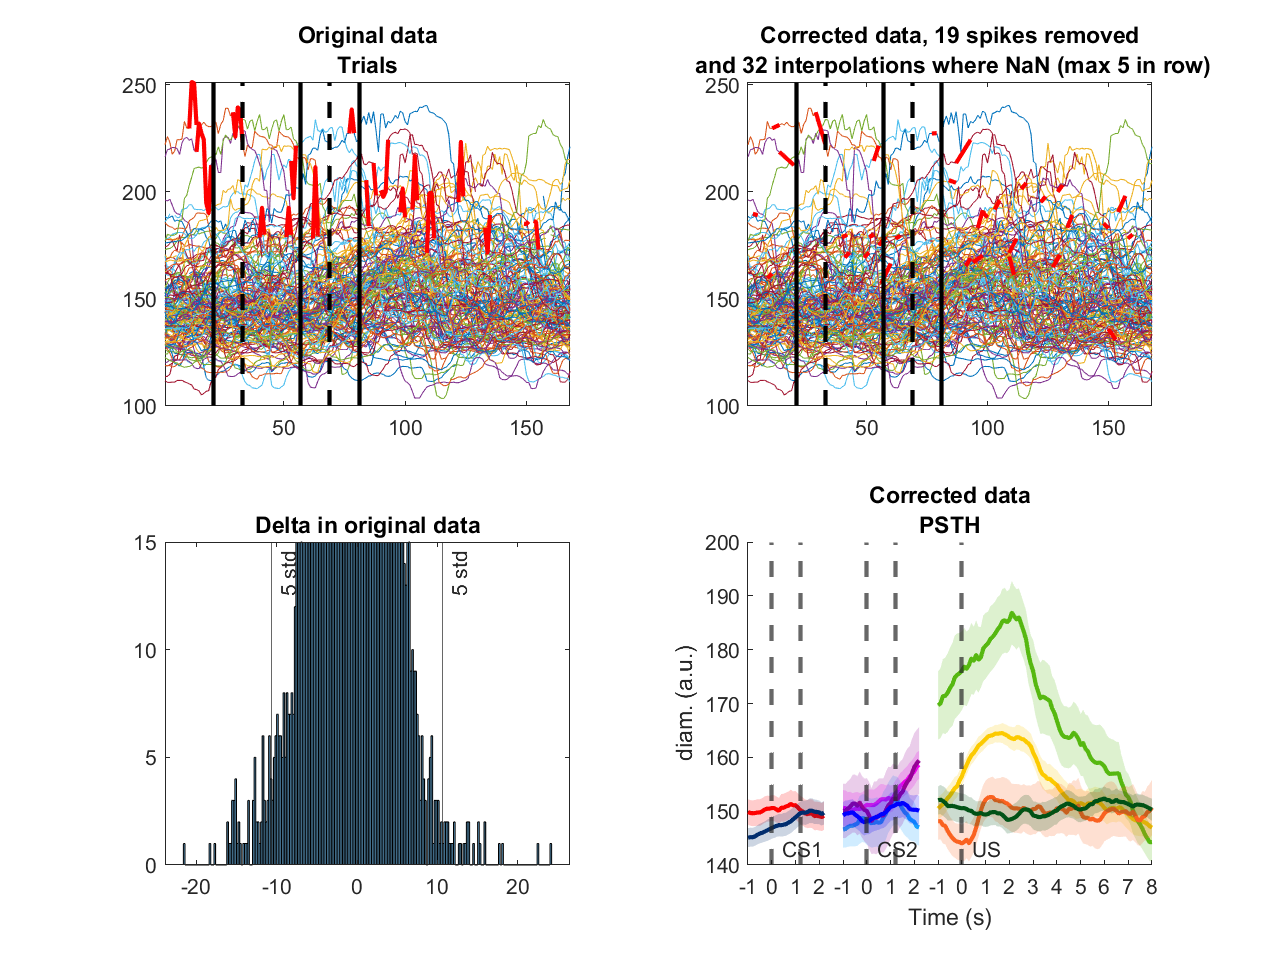 Original data
Trials
250
200
150
100
50
100
150
Corrected data, 19 spikes removed
and 32 interpolations where NaN (max 5 in row)
250
200
150
100
50
100
150
Delta in original data
15
10
5
0
-20
-10
0
10
20
5 std
5 std
Corrected data
PSTH
200
190
180
170
160
150
140
diam. (a.u.)
CS1
CS2
US
-1 0 1 2 -1 0 1 2 -1 0 1 2 3 4 5 6 7 8
Time (s)